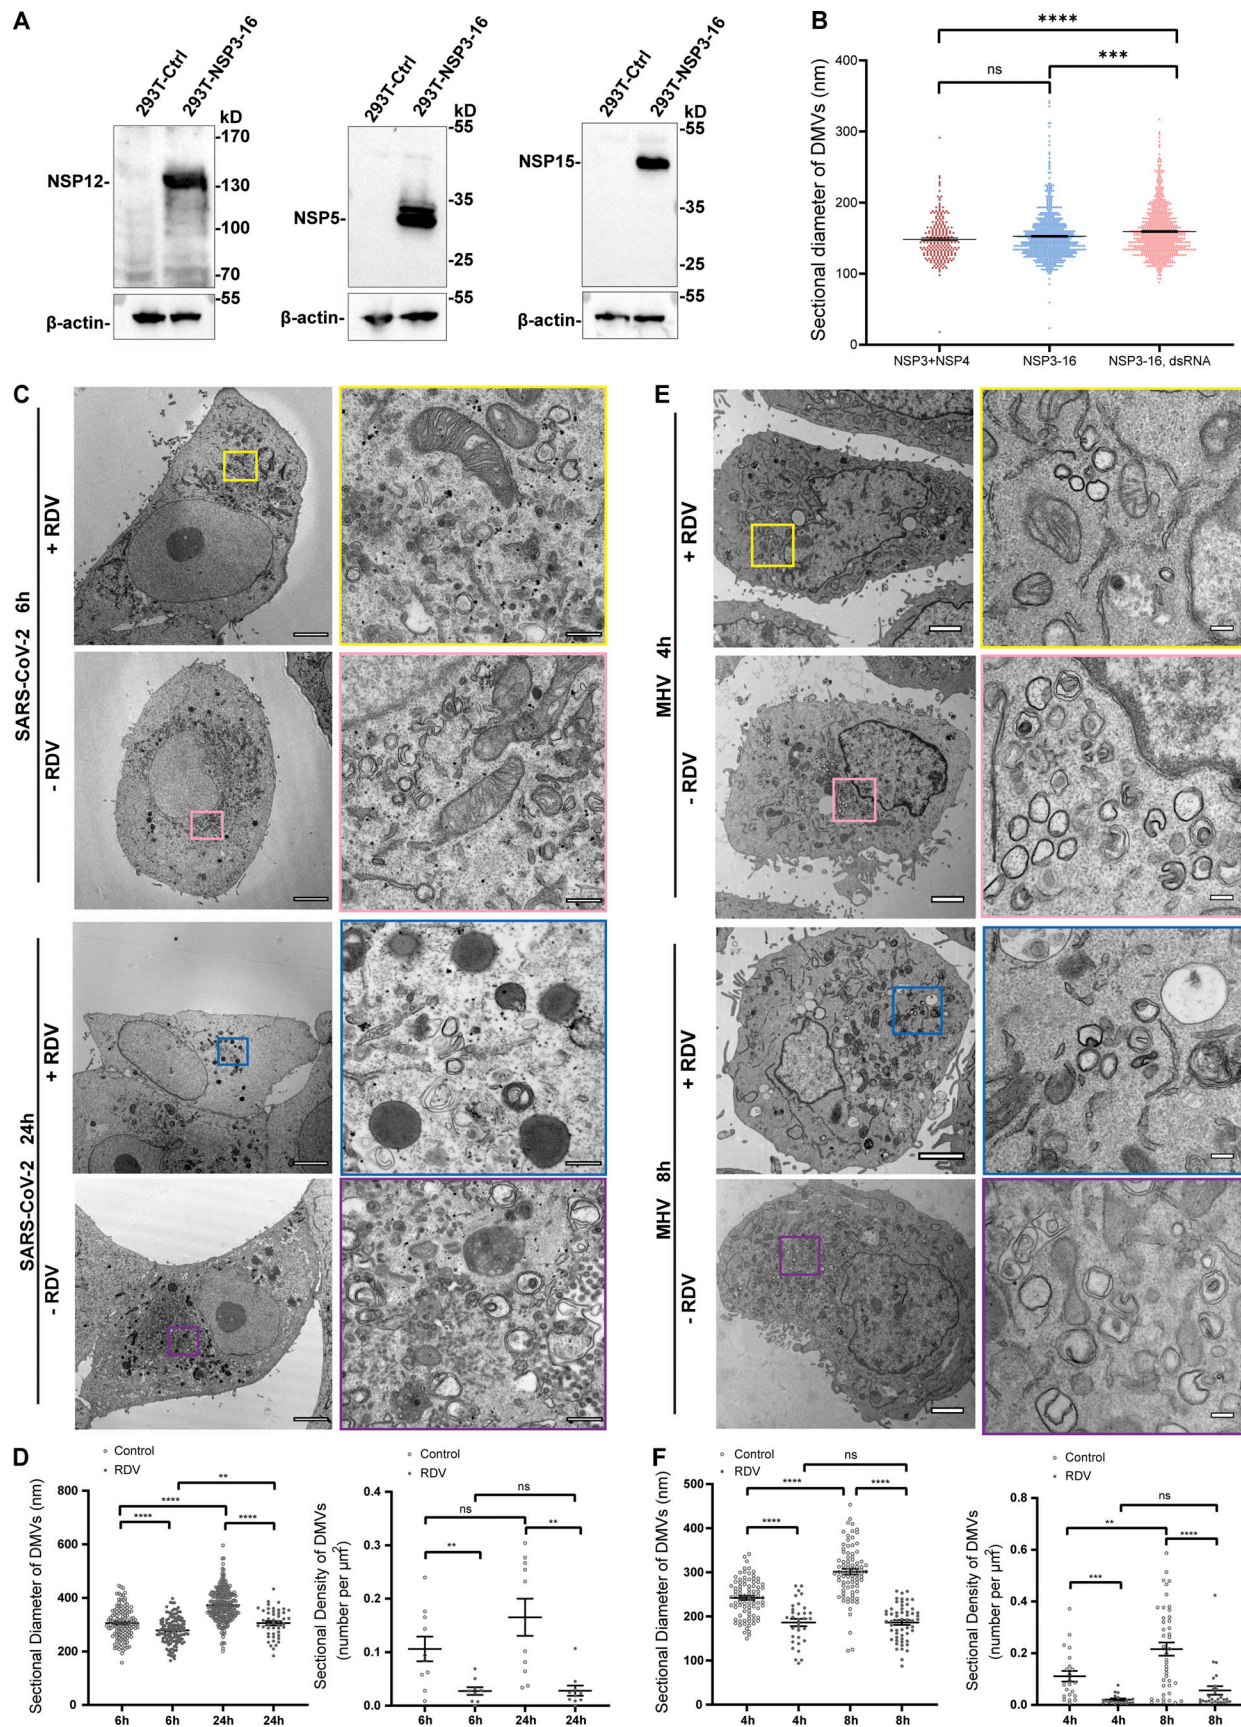 A
293T-Ctrl
293T-NSP3-16
kD
-170
NSP12-
-130
-100
-70
-55
β-actin-
293T-Ctrl
293T-NSP3-16
kD
-55
-35
NSP5-
-25
-55
β-actin-
293T-Ctrl
293T-NSP3-16
kD
-55
NSP15-
-35
-25
-55
β-actin-
B
Sectional diameter of DMVs (nm)
400
300
200
100
0
****
***
ns
NSP3+NSP4
NSP3-16
NSP3-16, dsRNA
C
SARS-CoV-2 6h
+ RDV
- RDV
SARS-CoV-2 24h
+ RDV
- RDV
E
MHV 4h
+ RDV
- RDV
MHV 8h
+ RDV
- RDV
D
Control
RDV
Sectional Diameter of DMVs (nm)
800
600
400
200
0
**
****
****
****
6h
6h
24h
24h
Sectional Density of DMVs
(number per μm²)
0.4
0.3
0.2
0.1
0.0
ns
ns
**
**
6h
6h
24h
24h
F
Control
RDV
Sectional Diameter of DMVs (nm)
500
400
300
200
100
0
ns
****
****
****
4h
4h
8h
8h
Control
RDV
Sectional Density of DMVs
(number per μm²)
0.8
0.6
0.4
0.2
0.0
ns
**
****
***
4h
4h
8h
8h